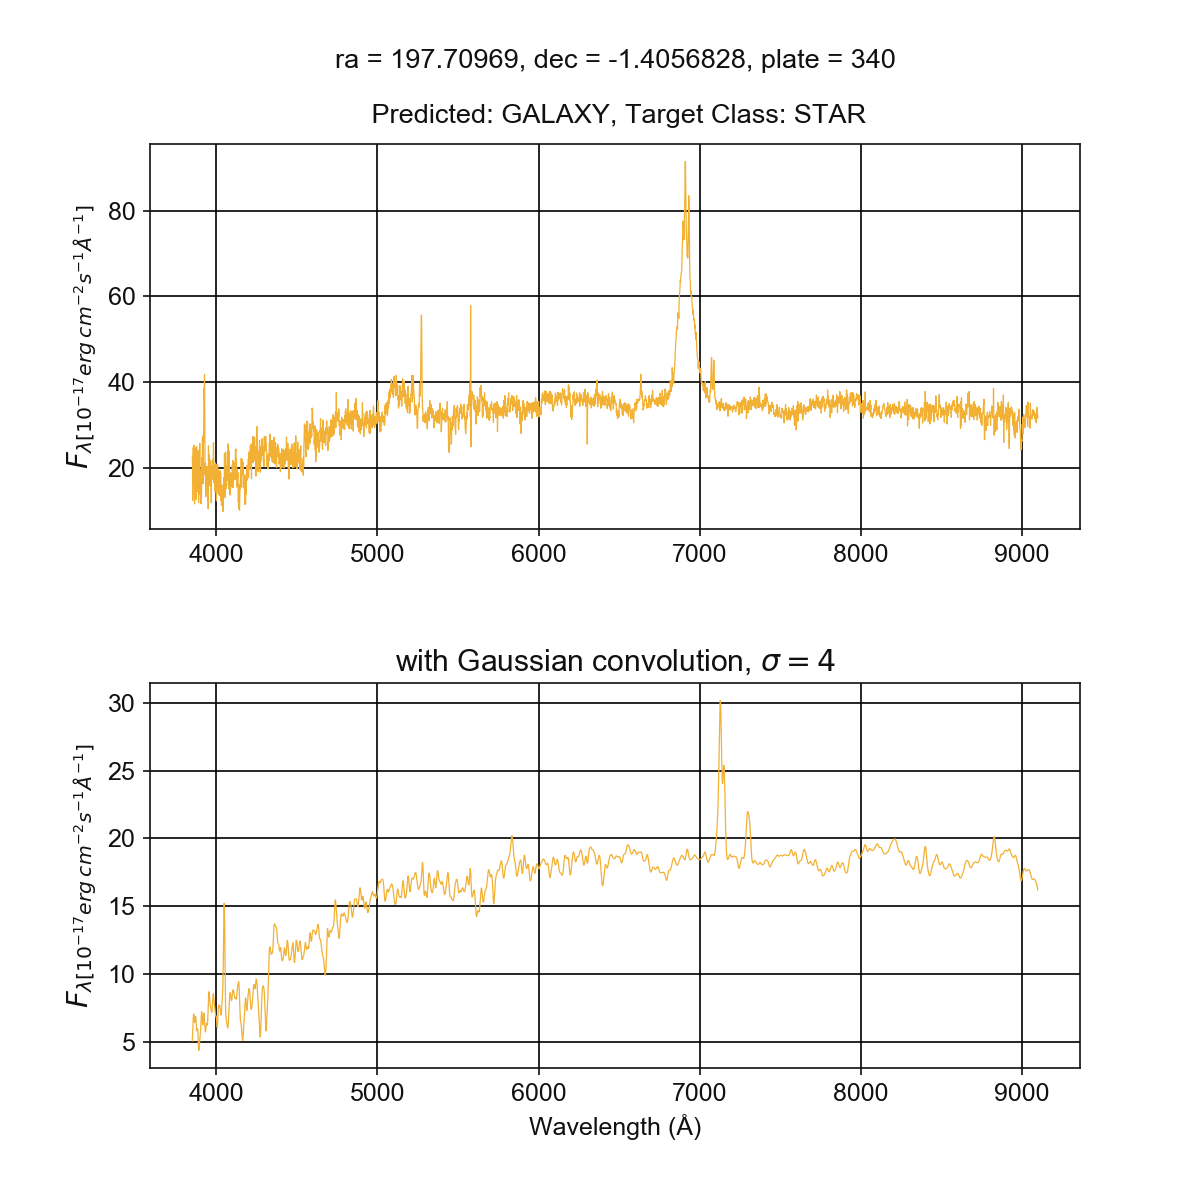 ra = 197.70969, dec = -1.4056828, plate = 340
Predicted: GALAXY, Target Class: STAR
80
60
40
20
F_λ[10^{-17} erg cm^{-2} s^{-1} Å^{-1}]
4000 5000 6000 7000 8000 9000
with Gaussian convolution, σ = 4
30
25
20
15
10
5
F_λ[10^{-17} erg cm^{-2} s^{-1} Å^{-1}]
4000 5000 6000 7000 8000 9000
Wavelength (Å)